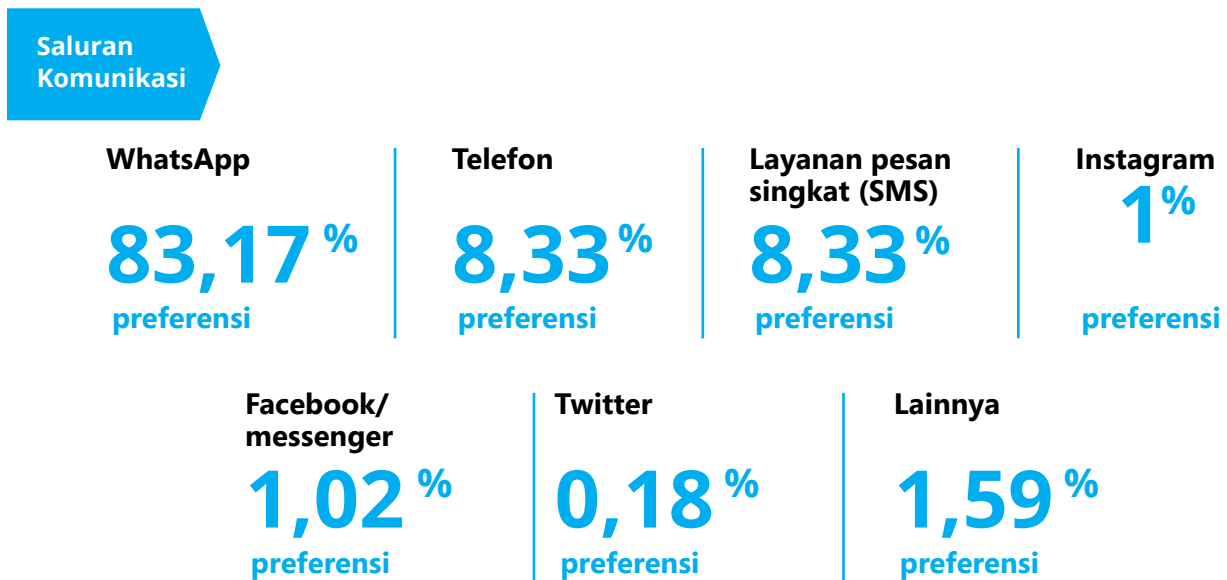 Saluran
Komunikasi
WhatsApp
83,17 %
preferensi
Telefon
8,33 %
preferensi
Layanan pesan
singkat (SMS)
8,33 %
preferensi
Instagram
1 %
preferensi
Facebook/
messenger
1,02 %
preferensi
Twitter
0,18 %
preferensi
Lainnya
1,59 %
preferensi